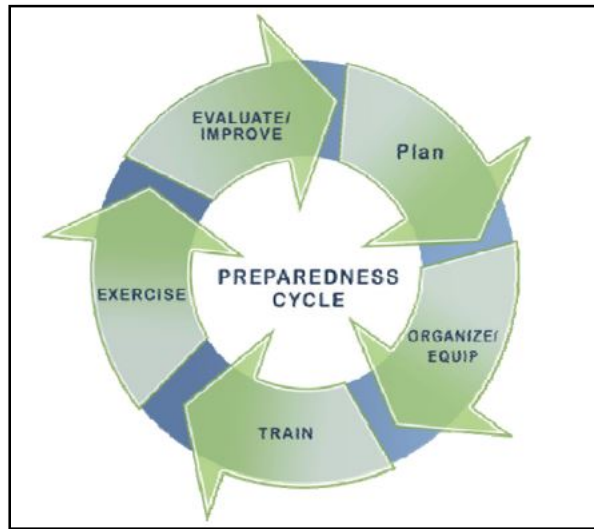 EVALUATE/
IMPROVE
Plan
PREPAREDNESS
CYCLE
EXERCISE
ORGANIZE/
EQUIP
TRAIN